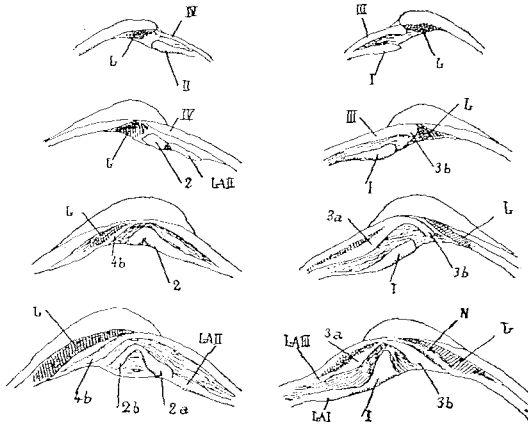 IV III
L II I L
IV L
L 2 LAII III I 3b
L 4b 2 3a I 3b L
L 4b 2b 2a LAII
LAIII 3a N L LAI I 3b